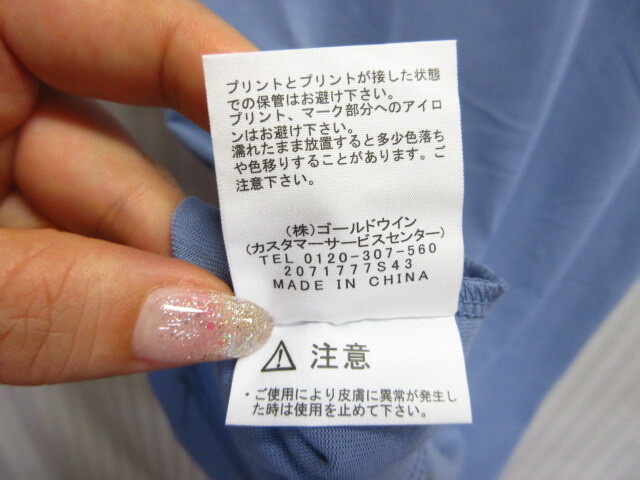 プリントとプリントが接した状態
での保管はお避け下さい。
プリント、マーク部分へのアイロ
ンはお避け下さい。
濡れたまま放置すると多少色落ち
や色移りすることがあります。ご
注意下さい。
(株)ゴールドウイン
(カスタマーサービスセンター)
TEL 0120-307-560
2071777S43
MADE IN CHINA
注意
・ご使用により皮膚に異常が発生し
た時は使用を止めて下さい。